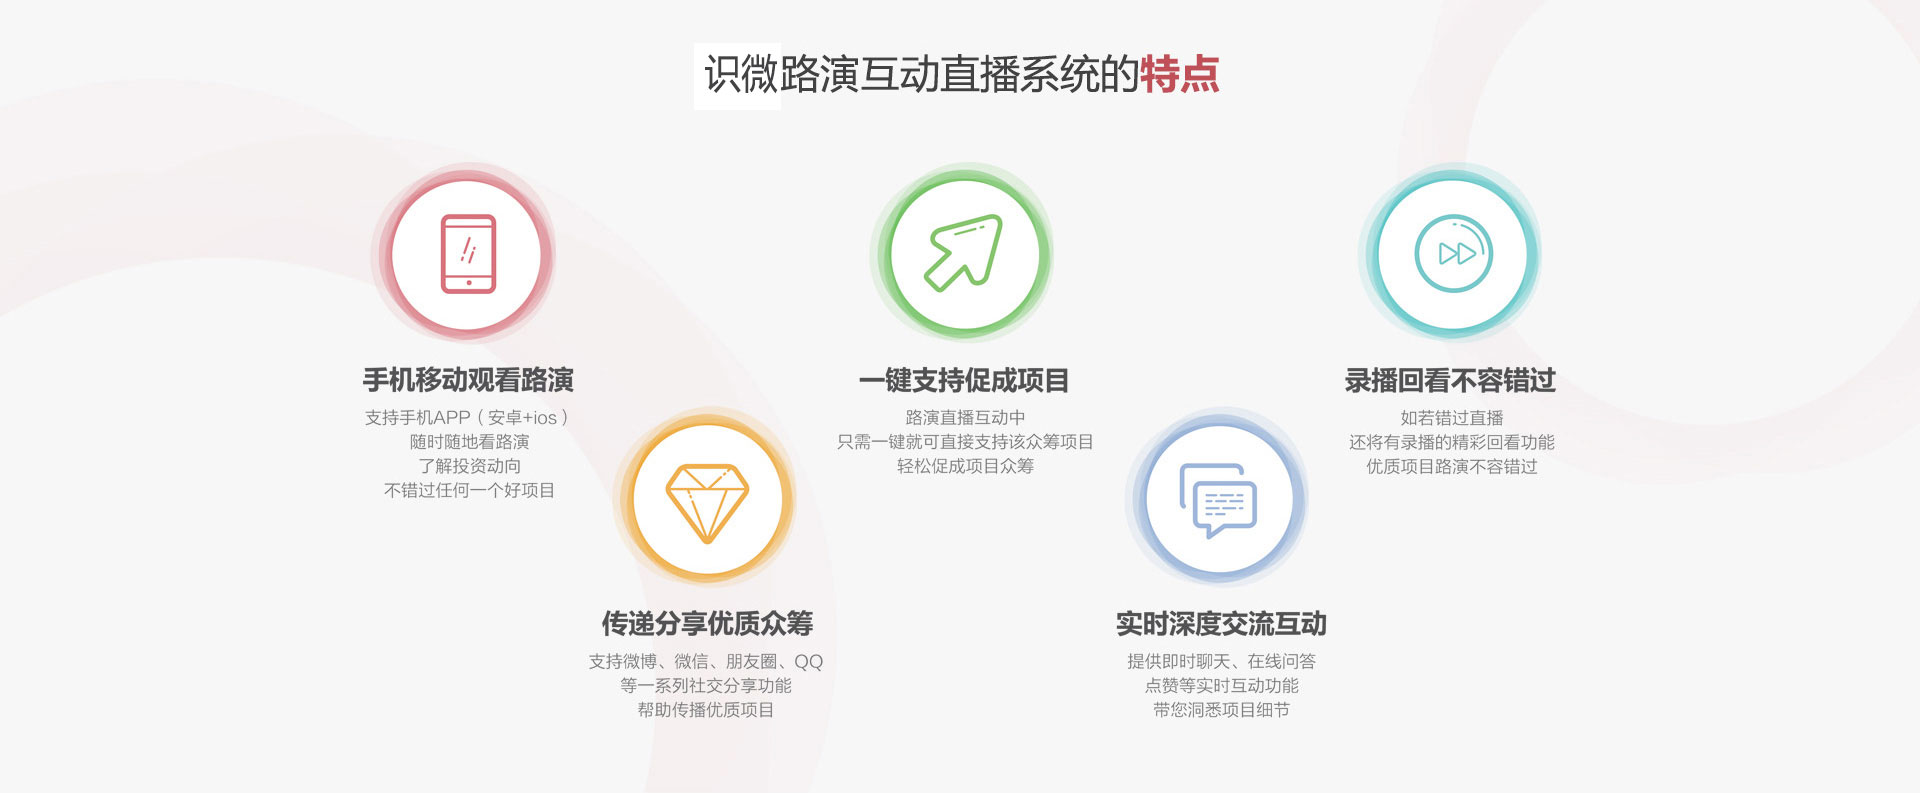 识微路演互动直播系统的特点
手机移动观看路演
支持手机APP（安卓+ios）
随时随地看路演
了解投资动向
不错过任何一个好项目
传递分享优质众筹
支持微博、微信、朋友圈、QQ
等一系列社交分享功能
帮助传播优质项目
一键支持促成项目
路演直播互动中
只需一键就可直接支持该众筹项目
轻松促成项目众筹
实时深度交流互动
提供即时聊天、在线问答
点赞等实时互动功能
带您洞悉项目细节
录播回看不容错过
如若错过直播
还将有录播的精彩回看功能
优质项目路演不容错过